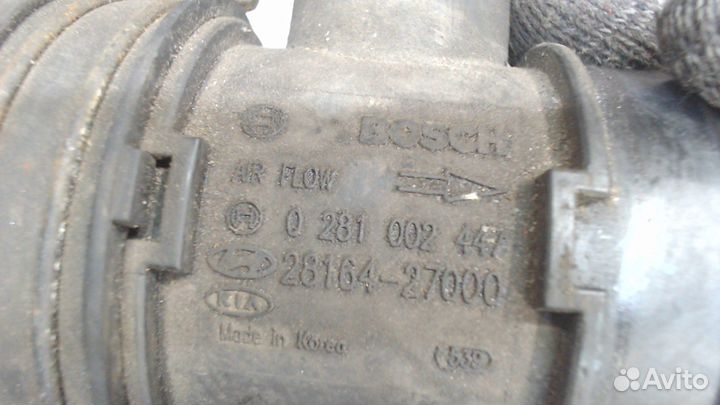 BOSCH
AIR FLOW
0 281 002 447
28164-27000
KIA
Made in Korea
539
Avito